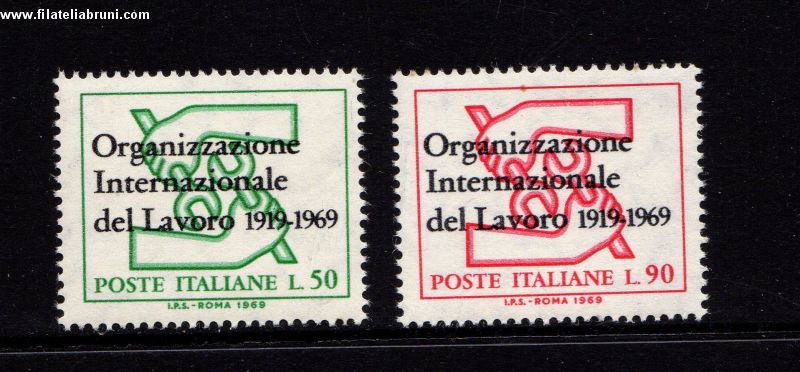 www.filateliabruni.com
Organizzazione
Internazionale
del Lavoro 1919-1969
POSTE ITALIANE L. 50
I.P.S. - ROMA 1969
Organizzazione
Internazionale
del Lavoro 1919-1969
POSTE ITALIANE L. 90
I.P.S. - ROMA 1969